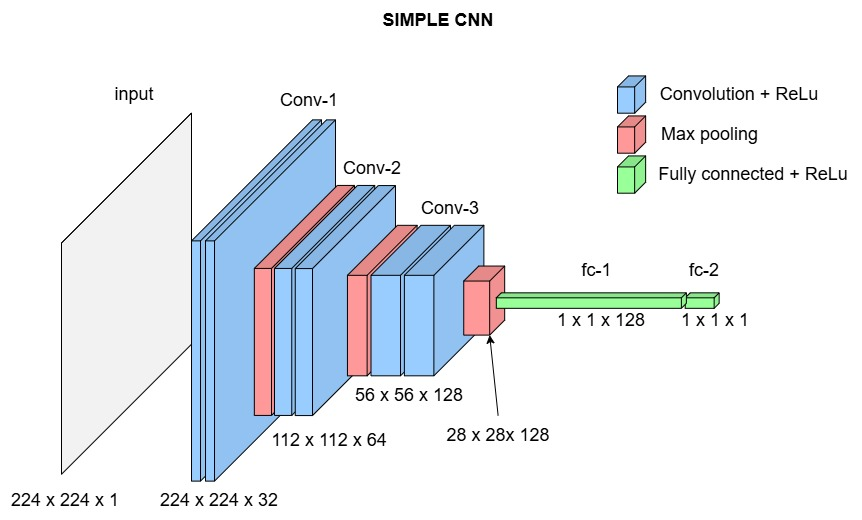 SIMPLE CNN
input
Conv-1
Conv-2
Conv-3
Convolution + ReLu
Max pooling
Fully connected + ReLu
fc-1
fc-2
1 x 1 x 128
1 x 1 x 1
56 x 56 x 128
28 x 28x 128
112 x 112 x 64
224 x 224 x 1
224 x 224 x 32